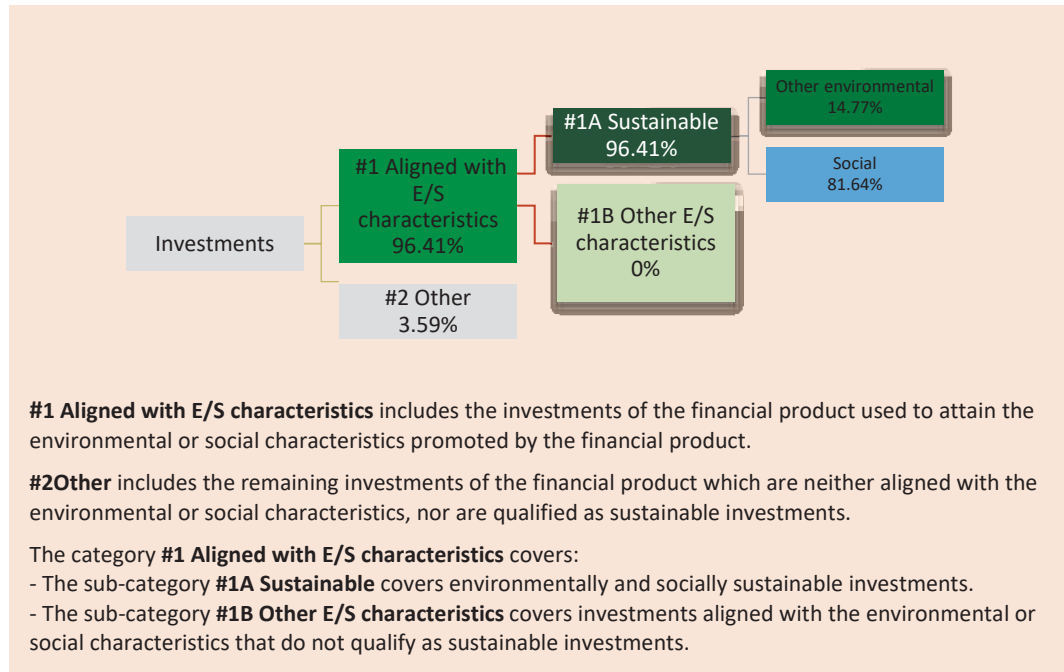 Other environmental
14.77%
#1A Sustainable
96.41%
Social
81.64%
#1 Aligned with
E/S
characteristics
96.41%
#1B Other E/S
characteristics
0%
Investments
#2 Other
3.59%
#1 Aligned with E/S characteristics includes the investments of the financial product used to attain the
environmental or social characteristics promoted by the financial product.
#2Other includes the remaining investments of the financial product which are neither aligned with the
environmental or social characteristics, nor are qualified as sustainable investments.
The category #1 Aligned with E/S characteristics covers:
- The sub-category #1A Sustainable covers environmentally and socially sustainable investments.
- The sub-category #1B Other E/S characteristics covers investments aligned with the environmental or
social characteristics that do not qualify as sustainable investments.